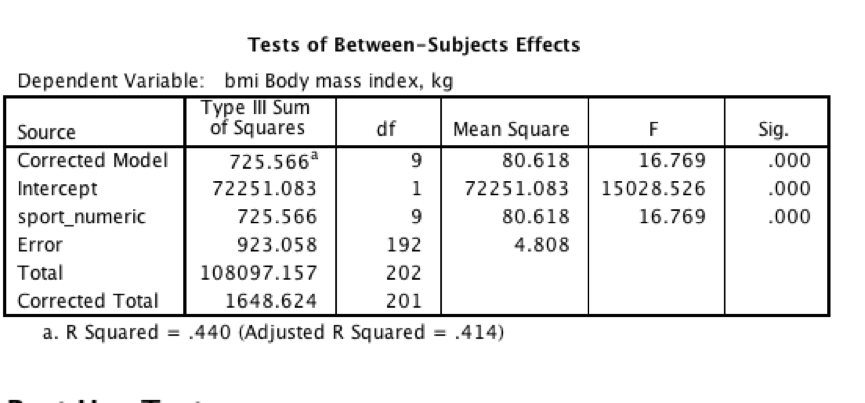 Tests of Between-Subjects Effects
Dependent Variable: bmi Body mass index, kg
Source Type III Sum of Squares df Mean Square F Sig.
Corrected Model 725.566a 9 80.618 16.769 .000
Intercept 72251.083 1 72251.083 15028.526 .000
sport_numeric 725.566 9 80.618 16.769 .000
Error 923.058 192 4.808
Total 108097.157 202
Corrected Total 1648.624 201
a. R Squared = .440 (Adjusted R Squared = .414)